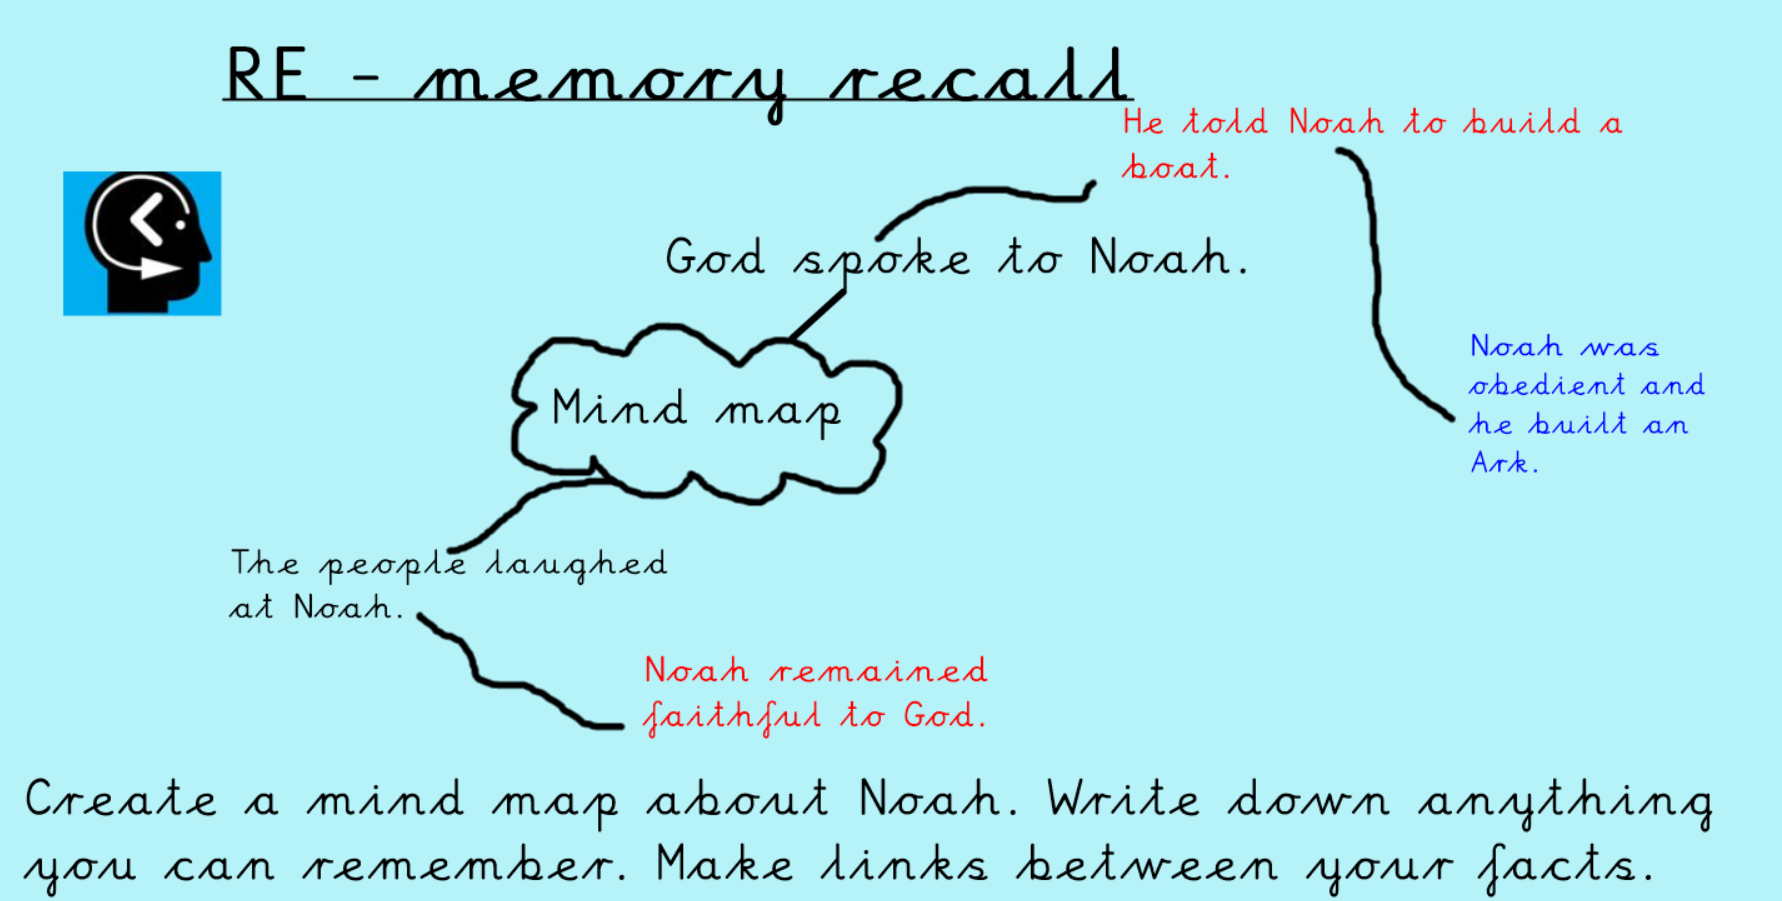 RE - memory recall
He told Noah to build a
boat.
God spoke to Noah.
Noah was
obedient and
he built an
Ark.
Mind map
The people laughed
at Noah.
Noah remained
faithful to God.
Create a mind map about Noah. Write down anything
you can remember. Make links between your facts.